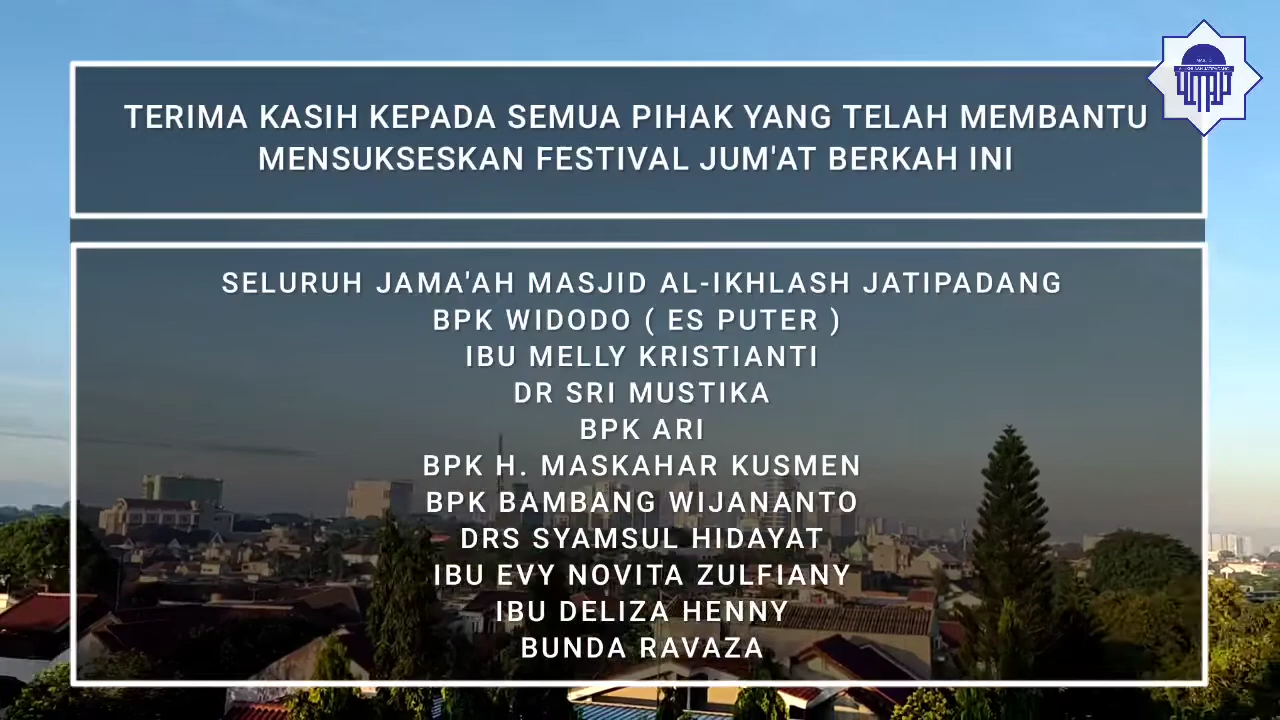 TERIMA KASIH KEPADA SEMUA PIHAK YANG TELAH MEMBANTU
MENSUKSESKAN FESTIVAL JUM'AT BERKAH INI
SELURUH JAMA'AH MASJID AL-IKHLASH JATIPADANG
BPK WIDODO ( ES PUTER )
IBU MELLY KRISTIANTI
DR SRI MUSTIKA
BPK ARI
BPK H. MASKAHAR KUSMEN
BPK BAMBANG WIJANANTO
DRS SYAMSUL HIDAYAT
IBU EVY NOVITA ZULFIANY
IBU DELIZA HENNY
BUNDA RAVAZA